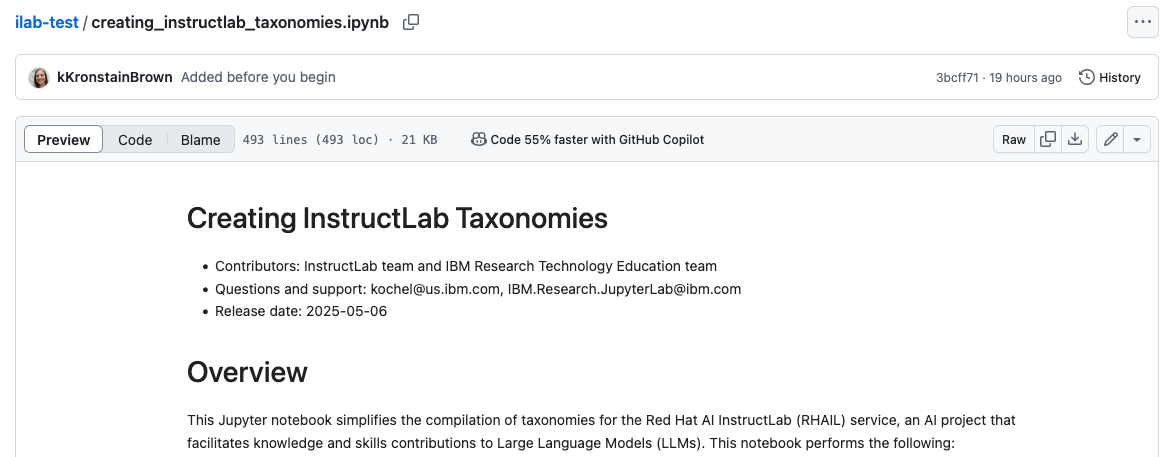 ilab-test / creating_instructlab_taxonomies.ipynb
kKronstainBrown Added before you begin 3bcff71 · 19 hours ago History
Preview Code Blame 493 lines (493 loc) · 21 KB Code 55% faster with GitHub Copilot Raw
Creating InstructLab Taxonomies
• Contributors: InstructLab team and IBM Research Technology Education team
• Questions and support: kochel@us.ibm.com, IBM.Research.JupyterLab@ibm.com
• Release date: 2025-05-06
Overview
This Jupyter notebook simplifies the compilation of taxonomies for the Red Hat AI InstructLab (RHAIL) service, an AI project that
facilitates knowledge and skills contributions to Large Language Models (LLMs). This notebook performs the following: